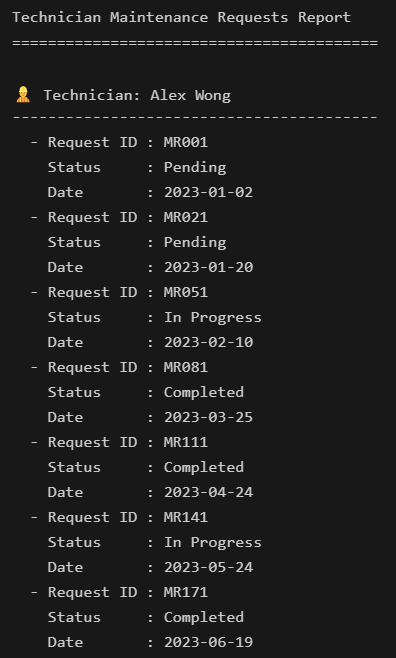 Technician Maintenance Requests Report
=========================================
👷 Technician: Alex Wong
-----------------------------------------
- Request ID : MR001
Status     : Pending
Date       : 2023-01-02
- Request ID : MR021
Status     : Pending
Date       : 2023-01-20
- Request ID : MR051
Status     : In Progress
Date       : 2023-02-10
- Request ID : MR081
Status     : Completed
Date       : 2023-03-25
- Request ID : MR111
Status     : Completed
Date       : 2023-04-24
- Request ID : MR141
Status     : In Progress
Date       : 2023-05-24
- Request ID : MR171
Status     : Completed
Date       : 2023-06-19